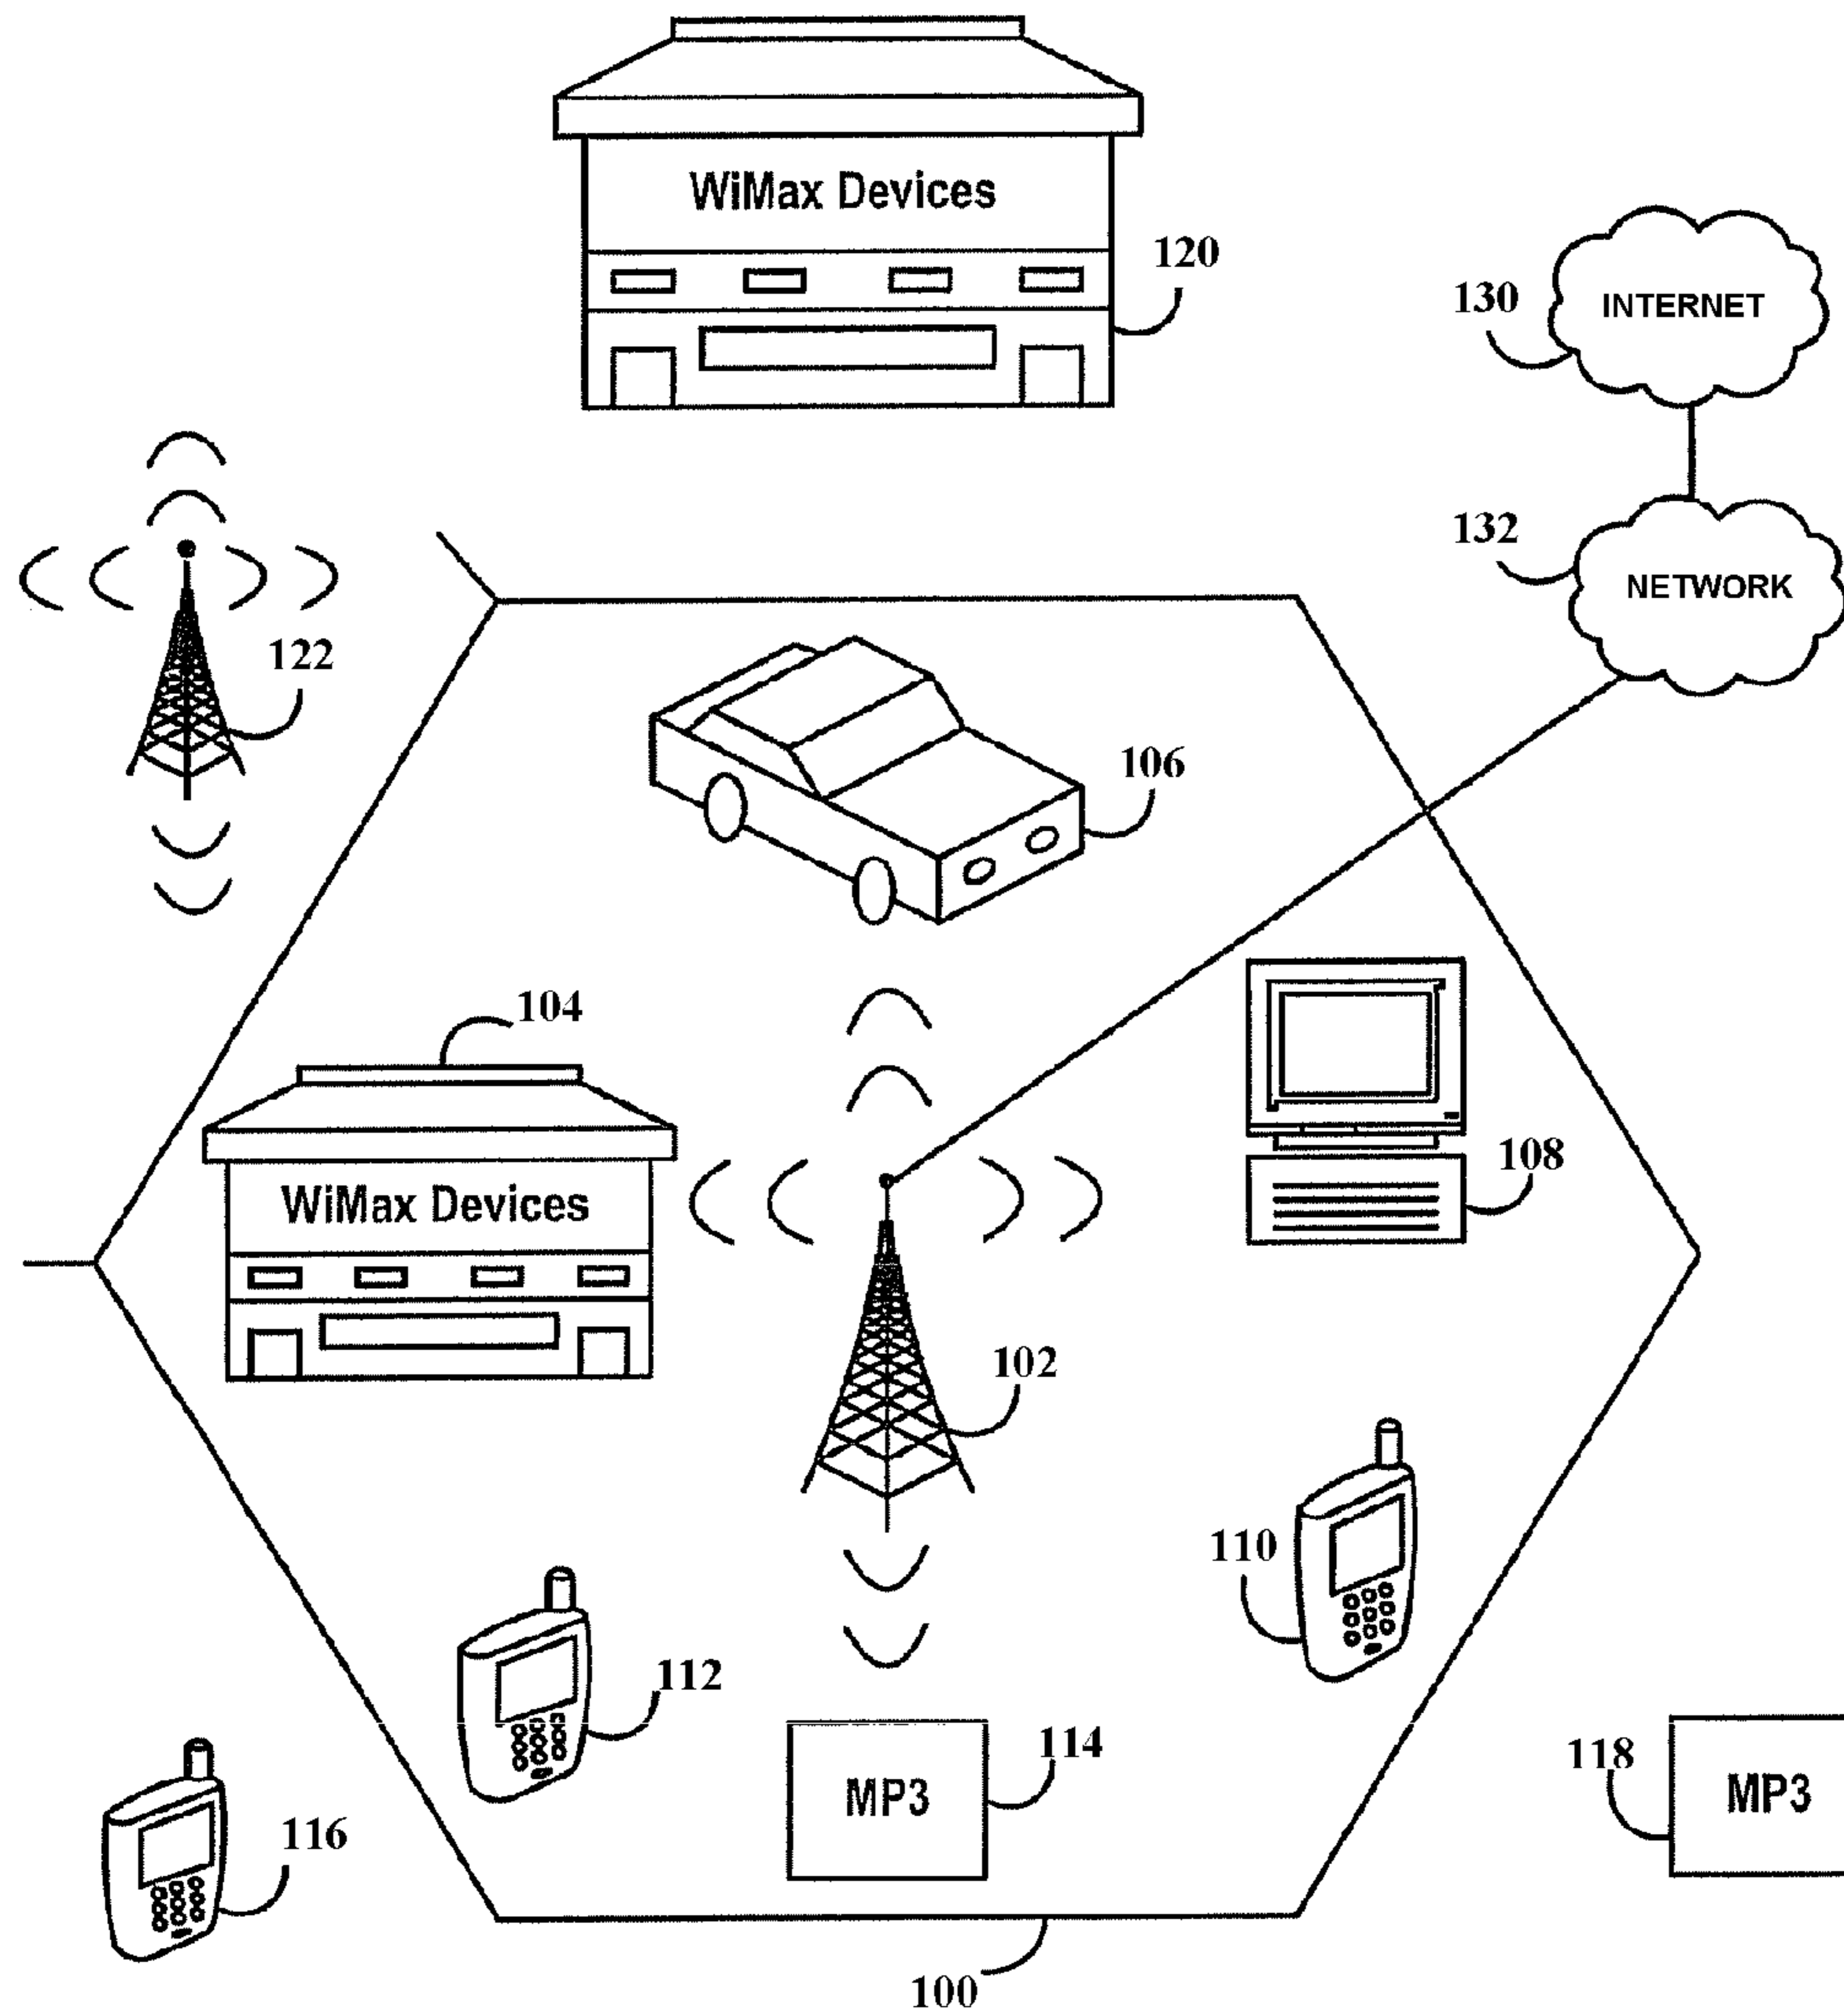 WiMax Devices
120
130
INTERNET
132
NETWORK
122
106
104
WiMax Devices
108
102
110
112
114
MP3
118
MP3
116
100